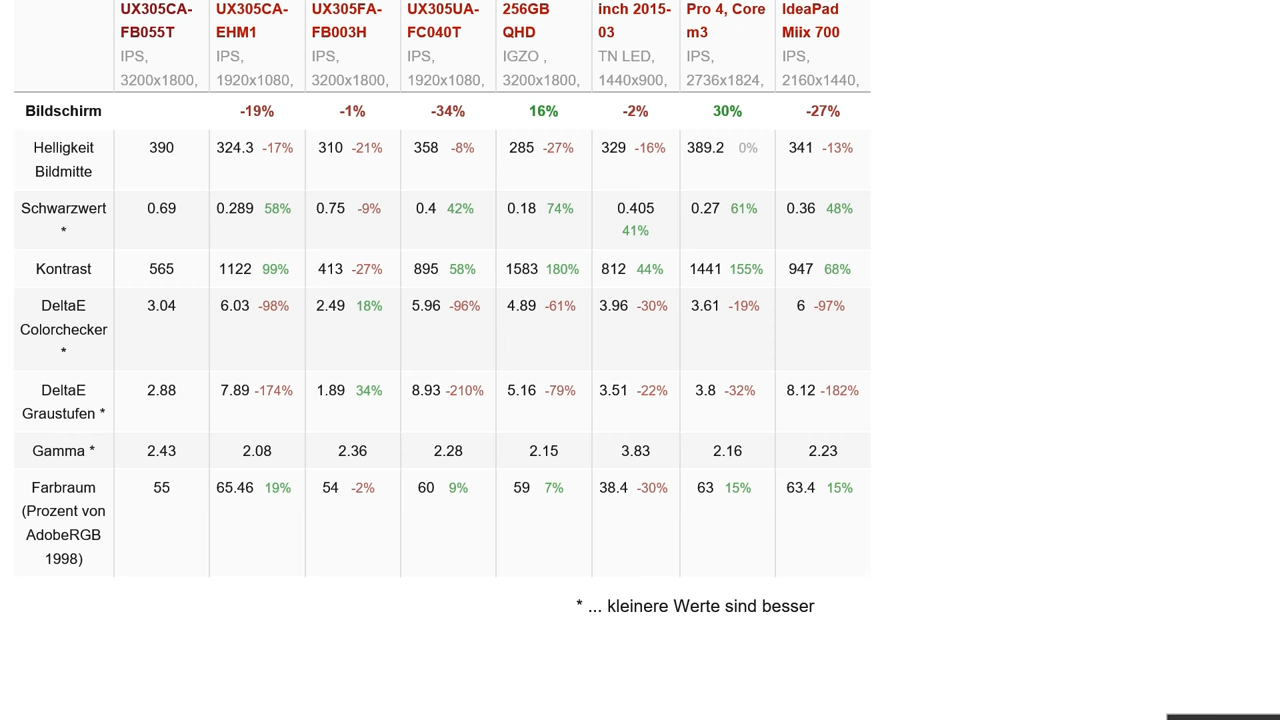 UX305CA- UX305CA- UX305FA- UX305UA- 256GB inch 2015- Pro 4, Core IdeaPad
FB055T EHM1 FB003H FC040T QHD 03 m3 Miix 700
IPS, IPS, IPS, IPS, IGZO , TN LED, IPS, IPS,
3200x1800, 1920x1080, 3200x1800, 1920x1080, 3200x1800, 1440x900, 2736x1824, 2160x1440,
Bildschirm -19% -1% -34% 16% -2% 30% -27%
Helligkeit 390 324.3 -17% 310 -21% 358 -8% 285 -27% 329 -16% 389.2 0% 341 -13%
Bildmitte
Schwarzwert 0.69 0.289 58% 0.75 -9% 0.4 42% 0.18 74% 0.405 0.27 61% 0.36 48%
* 41%
Kontrast 565 1122 99% 413 -27% 895 58% 1583 180% 812 44% 1441 155% 947 68%
DeltaE 3.04 6.03 -98% 2.49 18% 5.96 -96% 4.89 -61% 3.96 -30% 3.61 -19% 6 -97%
Colorchecker
*
DeltaE 2.88 7.89 -174% 1.89 34% 8.93 -210% 5.16 -79% 3.51 -22% 3.8 -32% 8.12 -182%
Graustufen *
Gamma * 2.43 2.08 2.36 2.28 2.15 3.83 2.16 2.23
Farbraum 55 65.46 19% 54 -2% 60 9% 59 7% 38.4 -30% 63 15% 63.4 15%
(Prozent von
AdobeRGB
1998)
* ... kleinere Werte sind besser